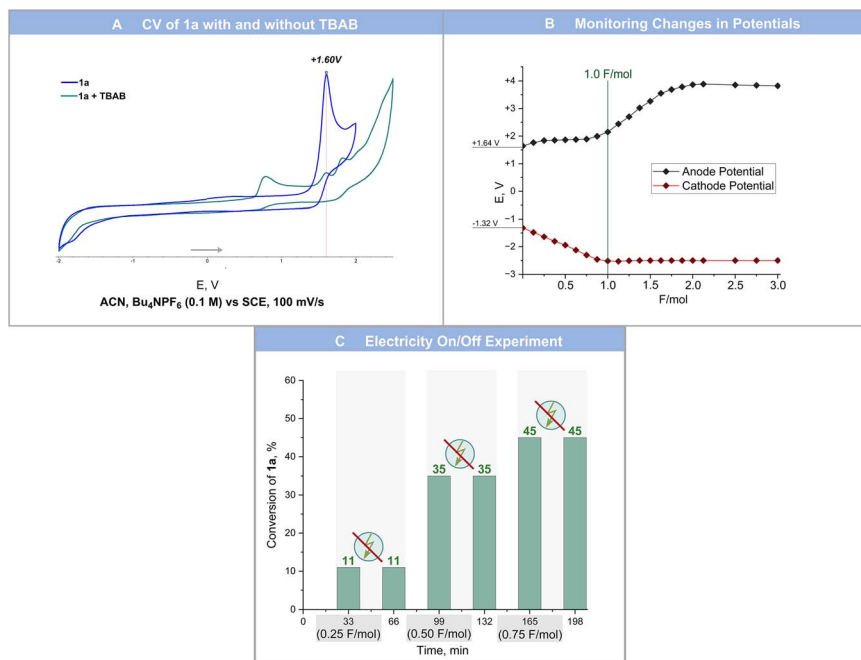 A CV of 1a with and without TBAB
+1.60V
1a
1a + TBAB
-2 -1 0 1 2
E, V
ACN, Bu₄NPF₆ (0.1 M) vs SCE, 100 mV/s
B Monitoring Changes in Potentials
1.0 F/mol
+4
+3
+2
+1.64 V
+1
0
−1
-1.32 V
−2
−3
E, V
Anode Potential
Cathode Potential
0.5 1.0 1.5 2.0 2.5 3.0
F/mol
C Electricity On/Off Experiment
60
50
40
30
20
10
0
Conversion of 1a, %
11 11 35 35 45 45
0 33 66 99 132 165 198
(0.25 F/mol) (0.50 F/mol) (0.75 F/mol)
Time, min